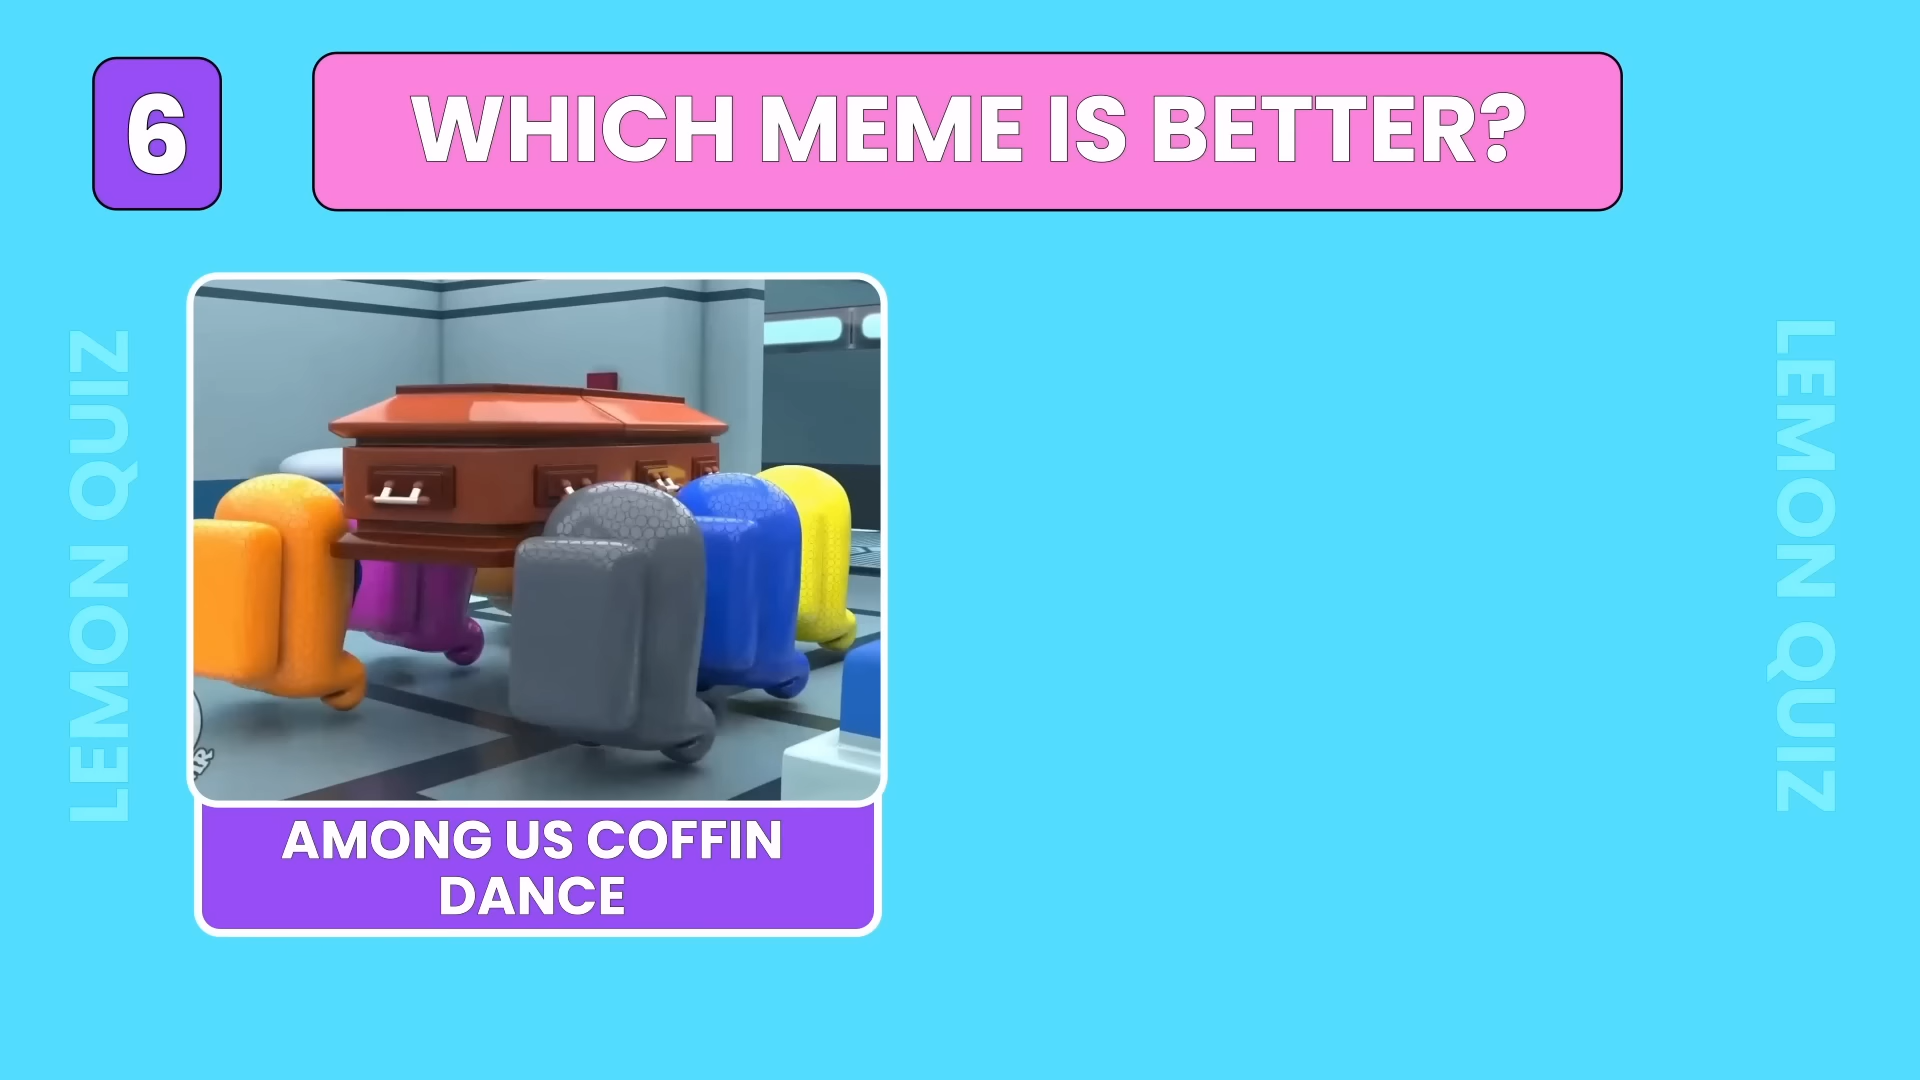 6
WHICH MEME IS BETTER?
LEMON QUIZ
LEMON QUIZ
AMONG US COFFIN
DANCE